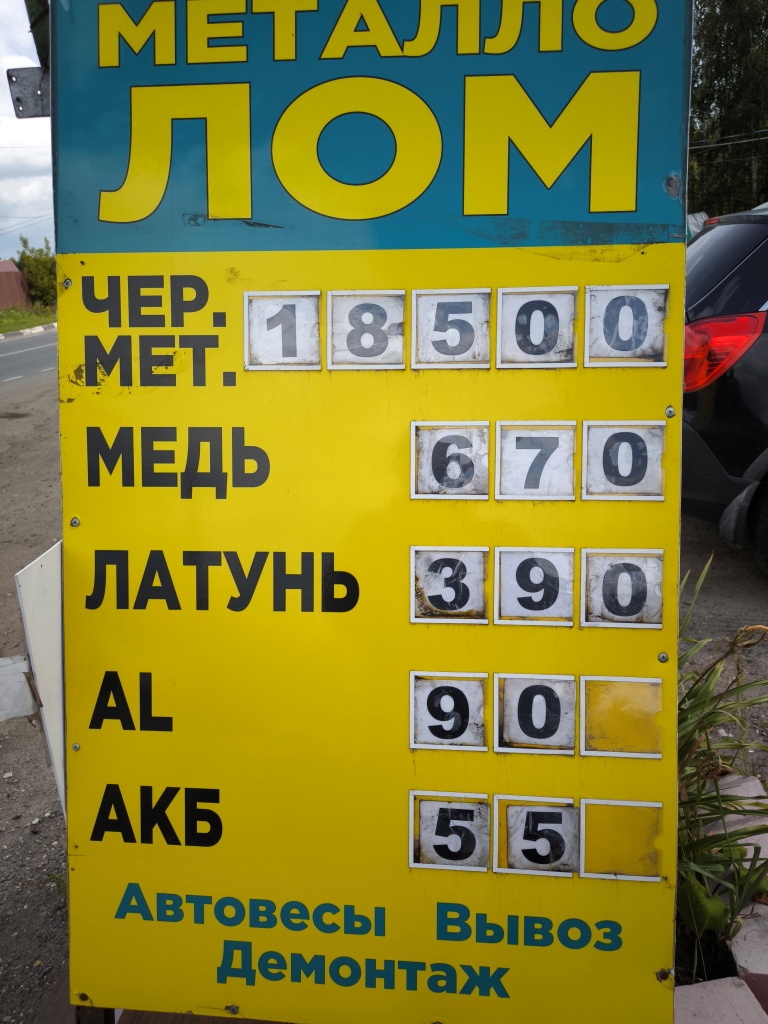 МЕТАЛЛО
ЛОМ
ЧЕР. МЕТ. 18500
МЕДЬ 670
ЛАТУНЬ 390
AL 90
АКБ 55
Автовесы Вывоз
Демонтаж